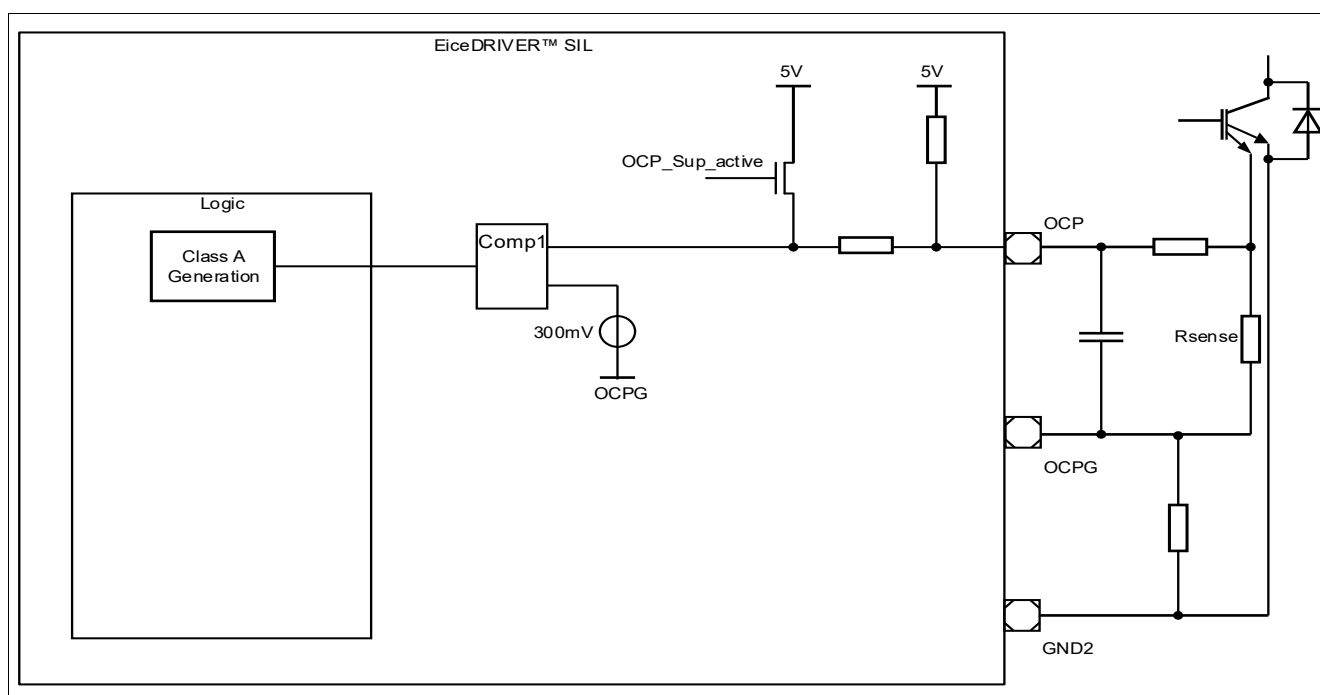 EiceDRIVER™ SIL
5V
5V
OCP_Sup_active
Logic
Class A
Generation
Comp1
300mV
OCPG
OCP
Rsense
OCPG
GND2